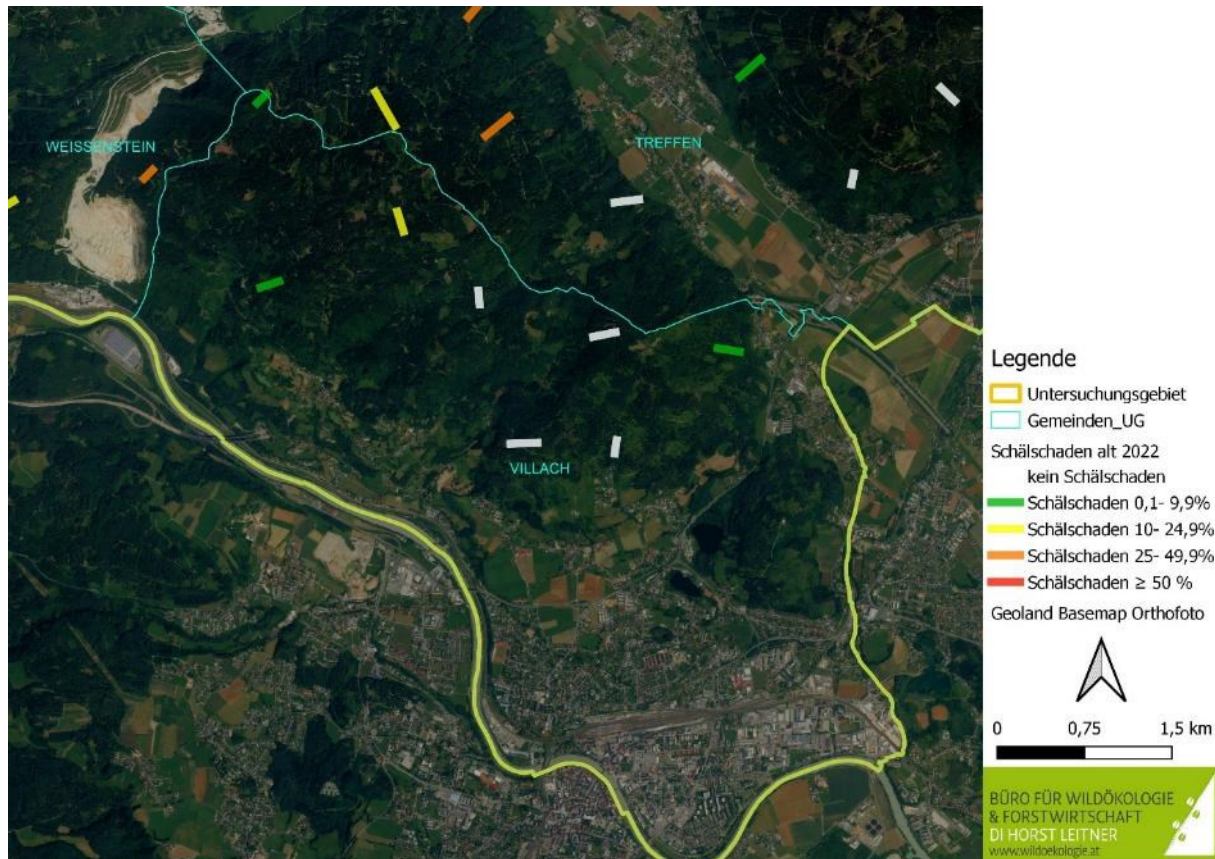 WEISSENSTEIN
TREFFEN
VILLACH
Legende
Untersuchungsgebiet
Gemeinden_UG
Schälschaden alt 2022
kein Schälschaden
Schälschaden 0,1- 9,9%
Schälschaden 10- 24,9%
Schälschaden 25- 49,9%
Schälschaden ≥ 50 %
Geoland Basemap Orthofoto
0 0,75 1,5 km
BÜRO FÜR WILDÖKOLOGIE
& FORSTWIRTSCHAFT
DI HORST LEITNER
www.wildoekologie.at